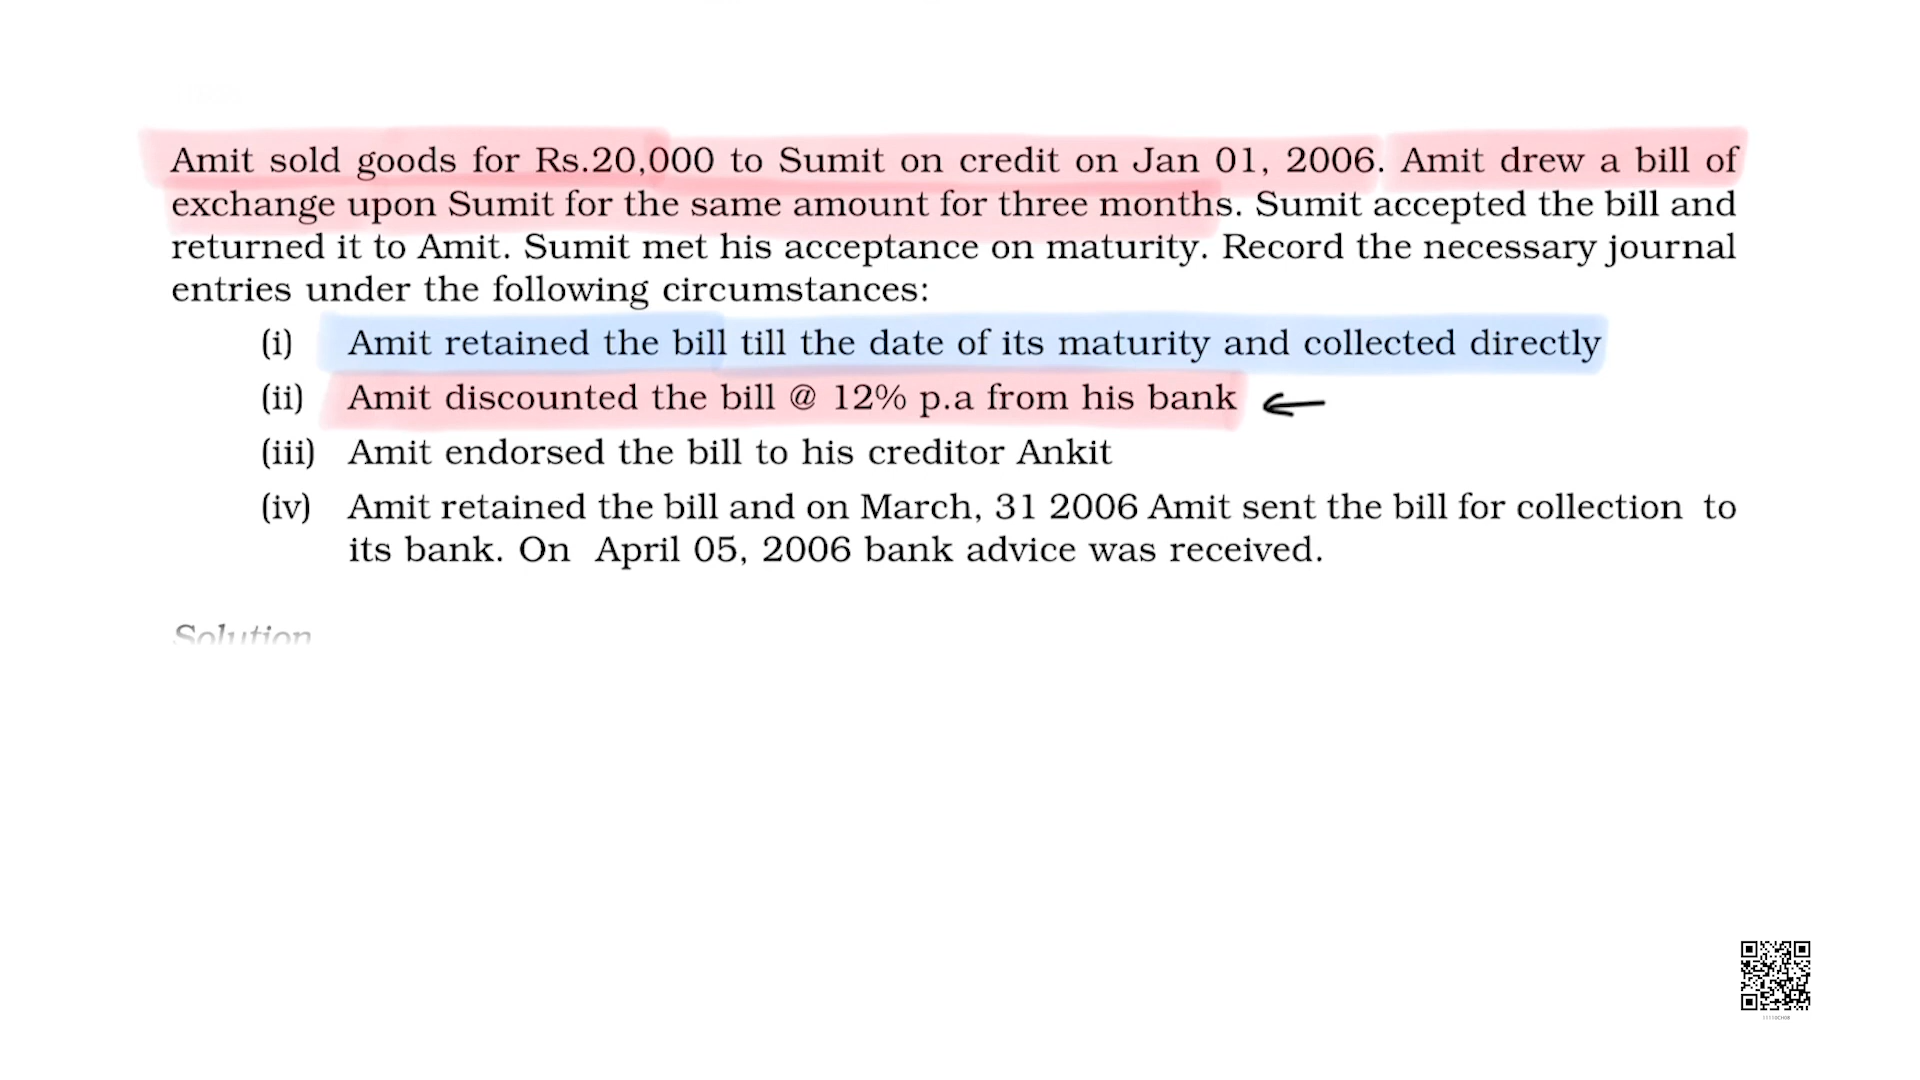 Amit sold goods for Rs.20,000 to Sumit on credit on Jan 01, 2006. Amit drew a bill of
exchange upon Sumit for the same amount for three months. Sumit accepted the bill and
returned it to Amit. Sumit met his acceptance on maturity. Record the necessary journal
entries under the following circumstances:
(i) Amit retained the bill till the date of its maturity and collected directly
(ii) Amit discounted the bill @ 12% p.a from his bank
(iii) Amit endorsed the bill to his creditor Ankit
(iv) Amit retained the bill and on March, 31 2006 Amit sent the bill for collection to
its bank. On April 05, 2006 bank advice was received.
Solution